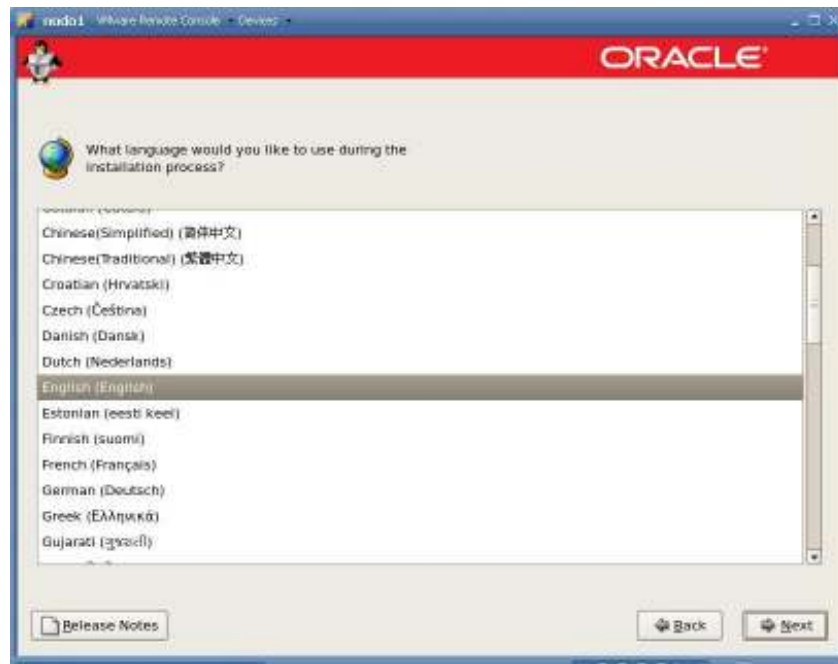 nodo1 VMware Remote Console Devices
ORACLE
What language would you like to use during the
installation process?
Chinese(Simplified) (简体中文)
Chinese(Traditional) (繁體中文)
Croatian (Hrvatski)
Czech (Čeština)
Danish (Dansk)
Dutch (Nederlands)
English (English)
Estonian (eesti keel)
Finnish (suomi)
French (Français)
German (Deutsch)
Greek (Ελληνικά)
Gujarati (ગુજરાતી)
Release Notes
Back
Next